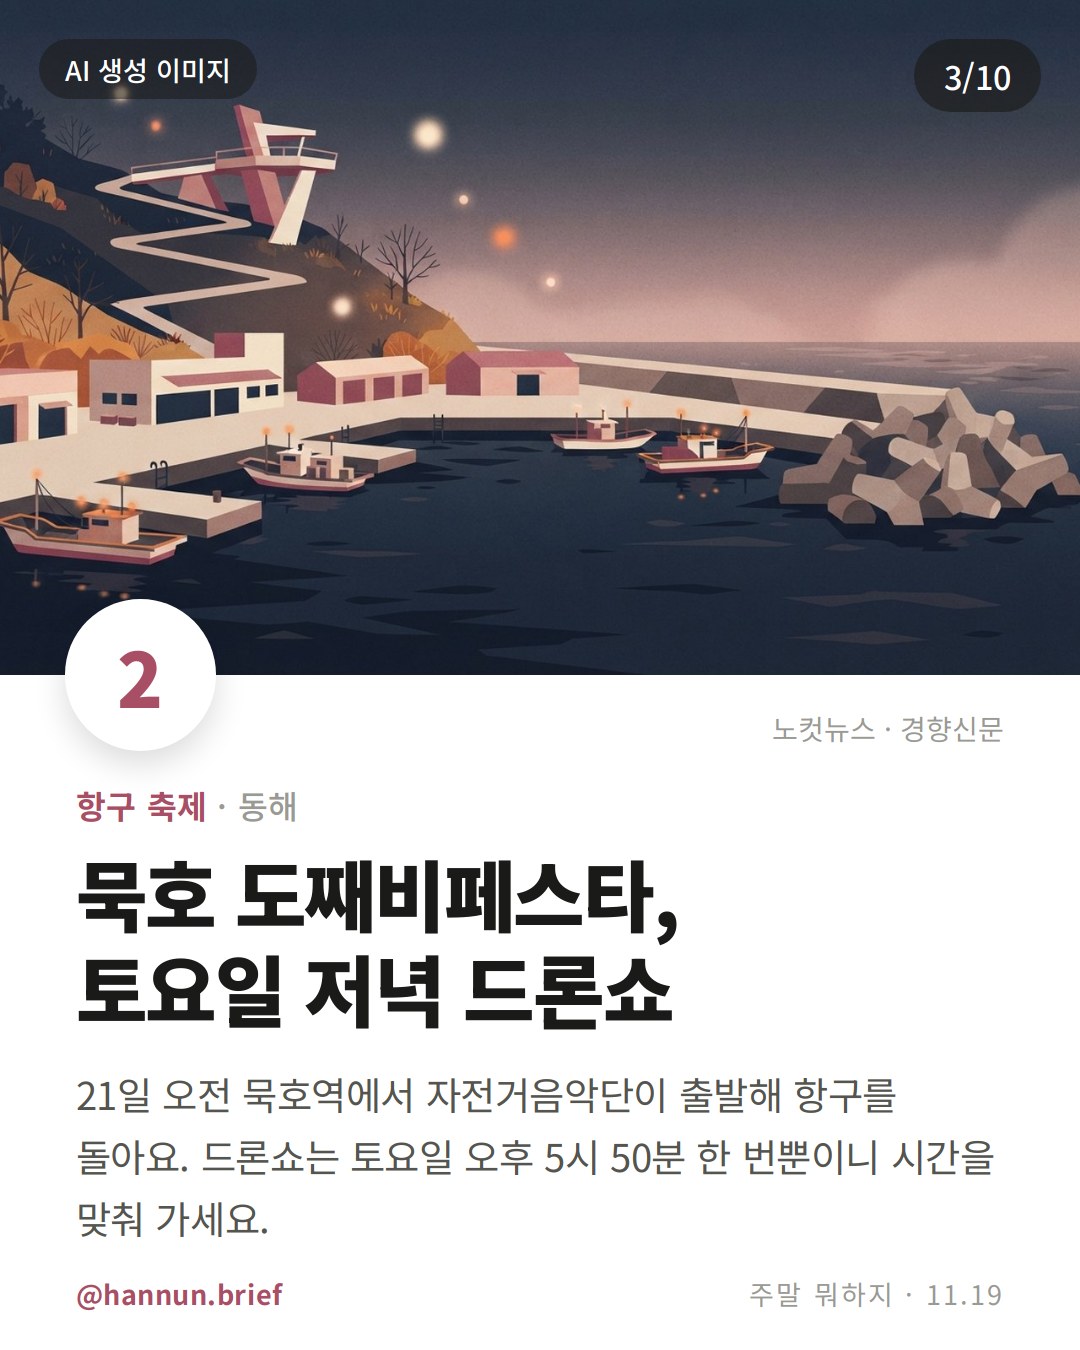 AI 생성 이미지
3/10
2
노컷뉴스 · 경향신문
항구 축제 · 동해
묵호 도째비페스타,
토요일 저녁 드론쇼
21일 오전 묵호역에서 자전거음악단이 출발해 항구를
돌아요. 드론쇼는 토요일 오후 5시 50분 한 번뿐이니 시간을
맞춰 가세요.
@hannun.brief
주말 뭐하지 · 11.19